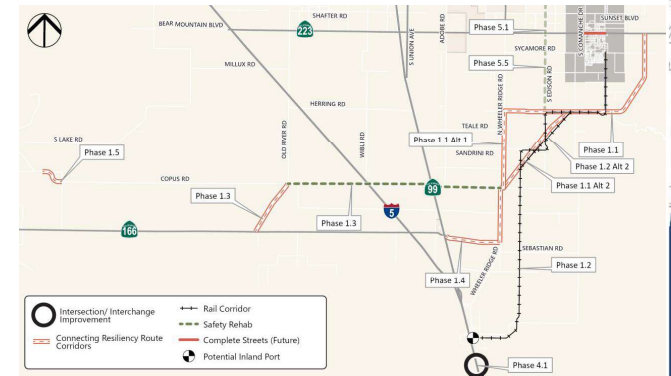 SHAFTER RD
BEAR MOUNTAIN BLVD
223
SUNSET BLVD
S COMANCHE DR
Phase 5.1
SYCAMORE RD
Phase 5.5
S UNION AVE
ADOBE RD
MILLUX RD
S EDISON RD
N WHEELER RIDGE RD
HERRING RD
OLD RIVER RD
WIBLI RD
TEALE RD
S LAKE RD
Phase 1.1 Alt 1
SANDRINI RD
Phase 1.1
Phase 1.2 Alt 2
Phase 1.1 Alt 2
Phase 1.5
COPUS RD
Phase 1.3
99
Phase 1.3
5
166
SEBASTIAN RD
WHEELER RIDGE RD
Phase 1.2
Phase 1.4
Intersection/ Interchange
Improvement
Connecting Resiliency Route
Corridors
Rail Corridor
Safety Rehab
Complete Streets (Future)
Potential Inland Port
Phase 4.1